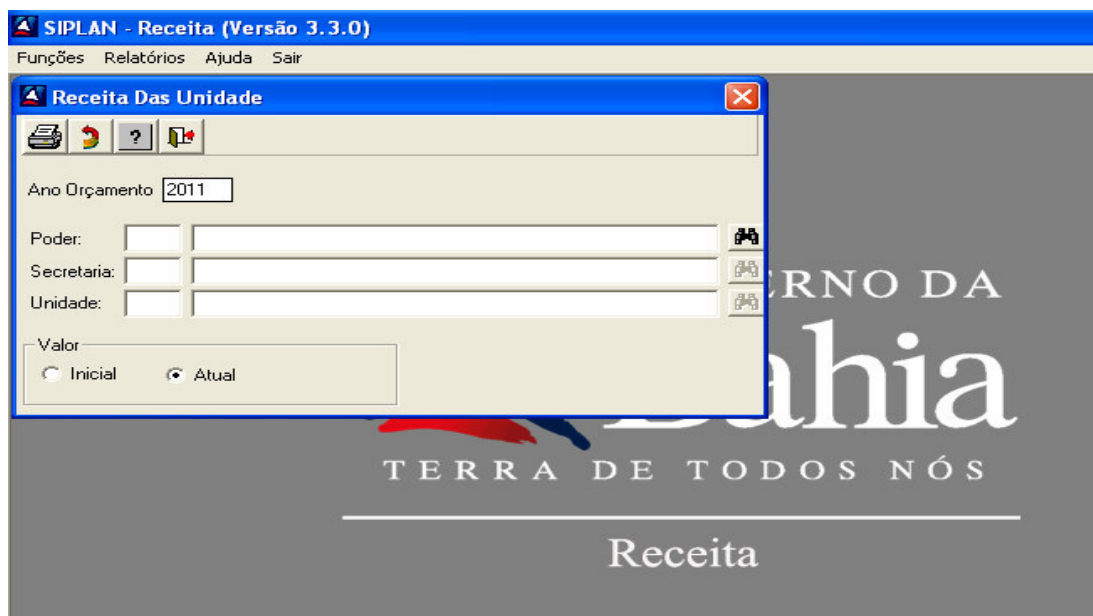 SIPLAN - Receita (Versão 3.3.0)
Funções Relatórios Ajuda Sair
Receita Das Unidade
?
Ano Orçamento 2011
Poder:
Secretaria:
Unidade:
Valor
Inicial Atual
RNO DA
ahia
TERRA DE TODOS NÓS
Receita